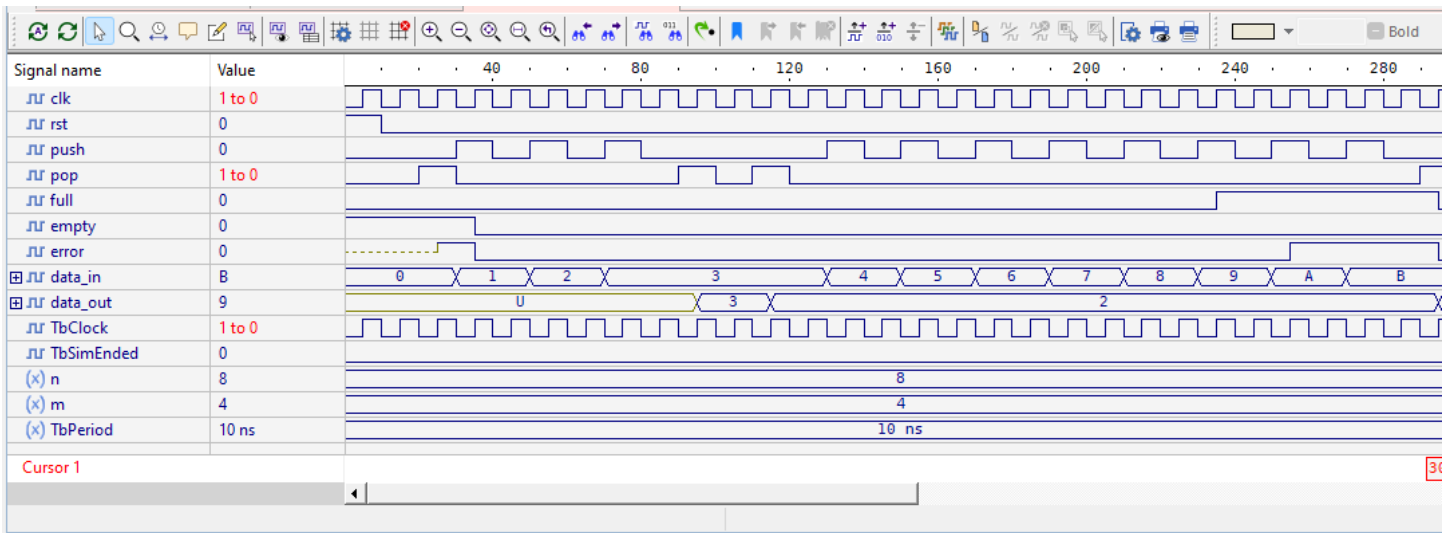 Bold
Signal name Value 40 80 120 160 200 240 280
clk 1 to 0
rst 0
push 0
pop 1 to 0
full 0
empty 0
error 0
data_in B 0 1 2 3 4 5 6 7 8 9 A B
data_out 9 U 3 2
TbClock 1 to 0
TbSimEnded 0
(x) n 8 8
(x) m 4 4
(x) TbPeriod 10 ns 10 ns
Cursor 1 30